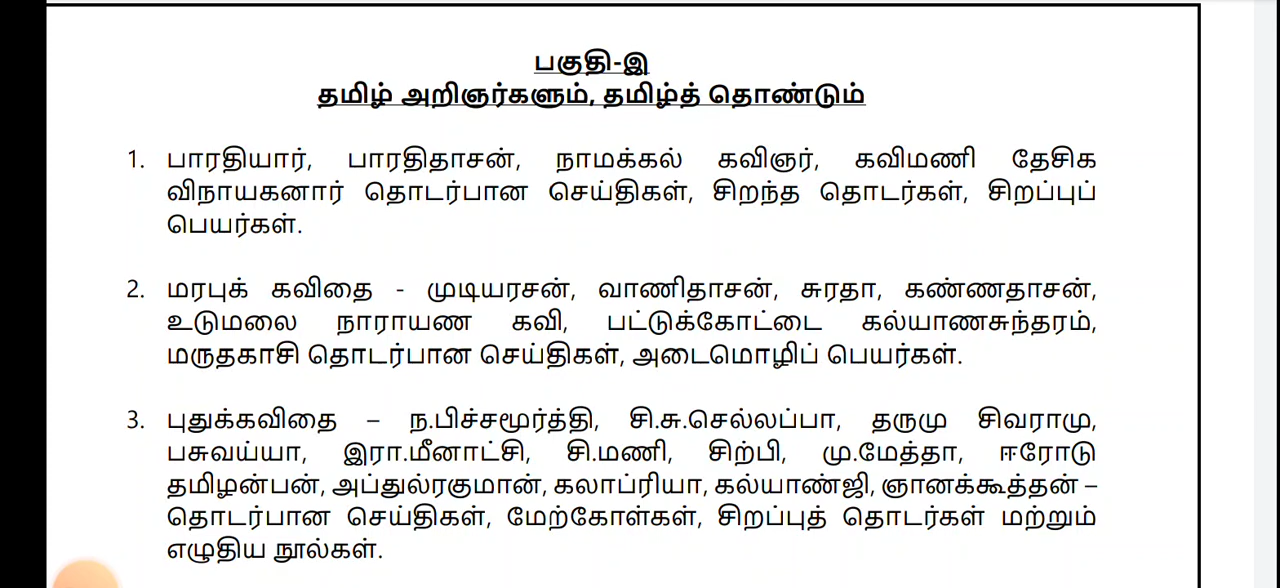 பகுதி-இ
தமிழ் அறிஞர்களும், தமிழ்த் தொண்டும்
1. பாரதியார், பாரதிதாசன், நாமக்கல் கவிஞர், கவிமணி தேசிக
விநாயகனார் தொடர்பான செய்திகள், சிறந்த தொடர்கள், சிறப்புப்
பெயர்கள்.
2. மரபுக் கவிதை - முடியரசன், வாணிதாசன், சுரதா, கண்ணதாசன்,
உடுமலை நாராயண கவி, பட்டுக்கோட்டை கல்யாணசுந்தரம்,
மருதகாசி தொடர்பான செய்திகள், அடைமொழிப் பெயர்கள்.
3. புதுக்கவிதை – ந.பிச்சமூர்த்தி, சி.சு.செல்லப்பா, தருமு சிவராமு,
பசுவய்யா, இரா.மீனாட்சி, சி.மணி, சிற்பி, மு.மேத்தா, ஈரோடு
தமிழன்பன், அப்துல்ரகுமான், கலாப்ரியா, கல்யாண்ஜி, ஞானக்கூத்தன் –
தொடர்பான செய்திகள், மேற்கோள்கள், சிறப்புத் தொடர்கள் மற்றும்
எழுதிய நூல்கள்.